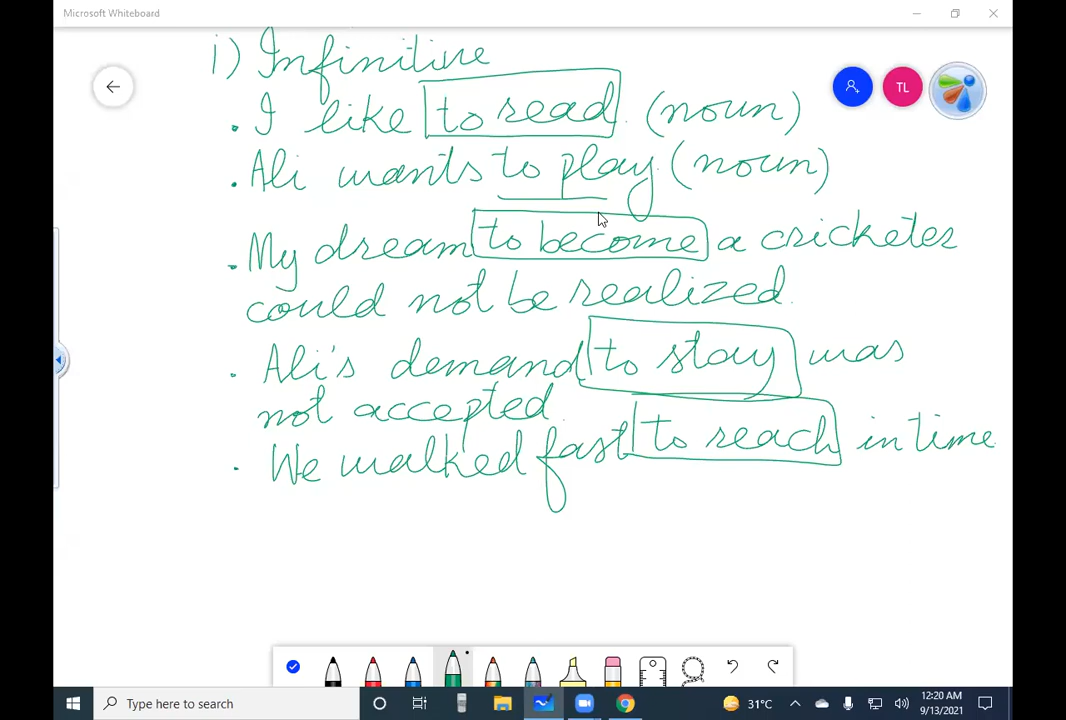 Microsoft Whiteboard
i) Infinitive
. I like to read. (noun)
TL
. Ali wants to play. (noun)
. My dream to become a cricketer
could not be realized.
. Ali's demand to stay was
not accepted.
. We walked fast to reach in time.
Type here to search
31°C
12:20 AM
9/13/2021